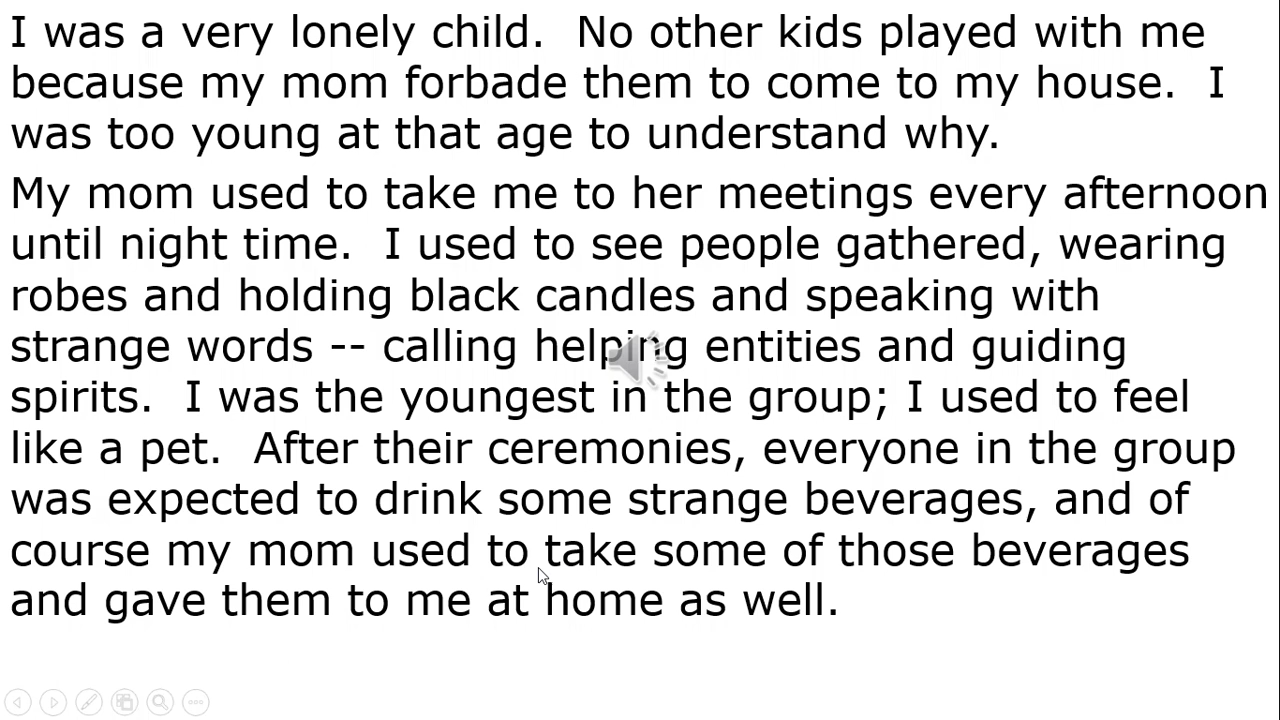 I was a very lonely child.  No other kids played with me
because my mom forbade them to come to my house.  I
was too young at that age to understand why.
My mom used to take me to her meetings every afternoon
until night time.  I used to see people gathered, wearing
robes and holding black candles and speaking with
strange words -- calling helping entities and guiding
spirits.  I was the youngest in the group; I used to feel
like a pet.  After their ceremonies, everyone in the group
was expected to drink some strange beverages, and of
course my mom used to take some of those beverages
and gave them to me at home as well.